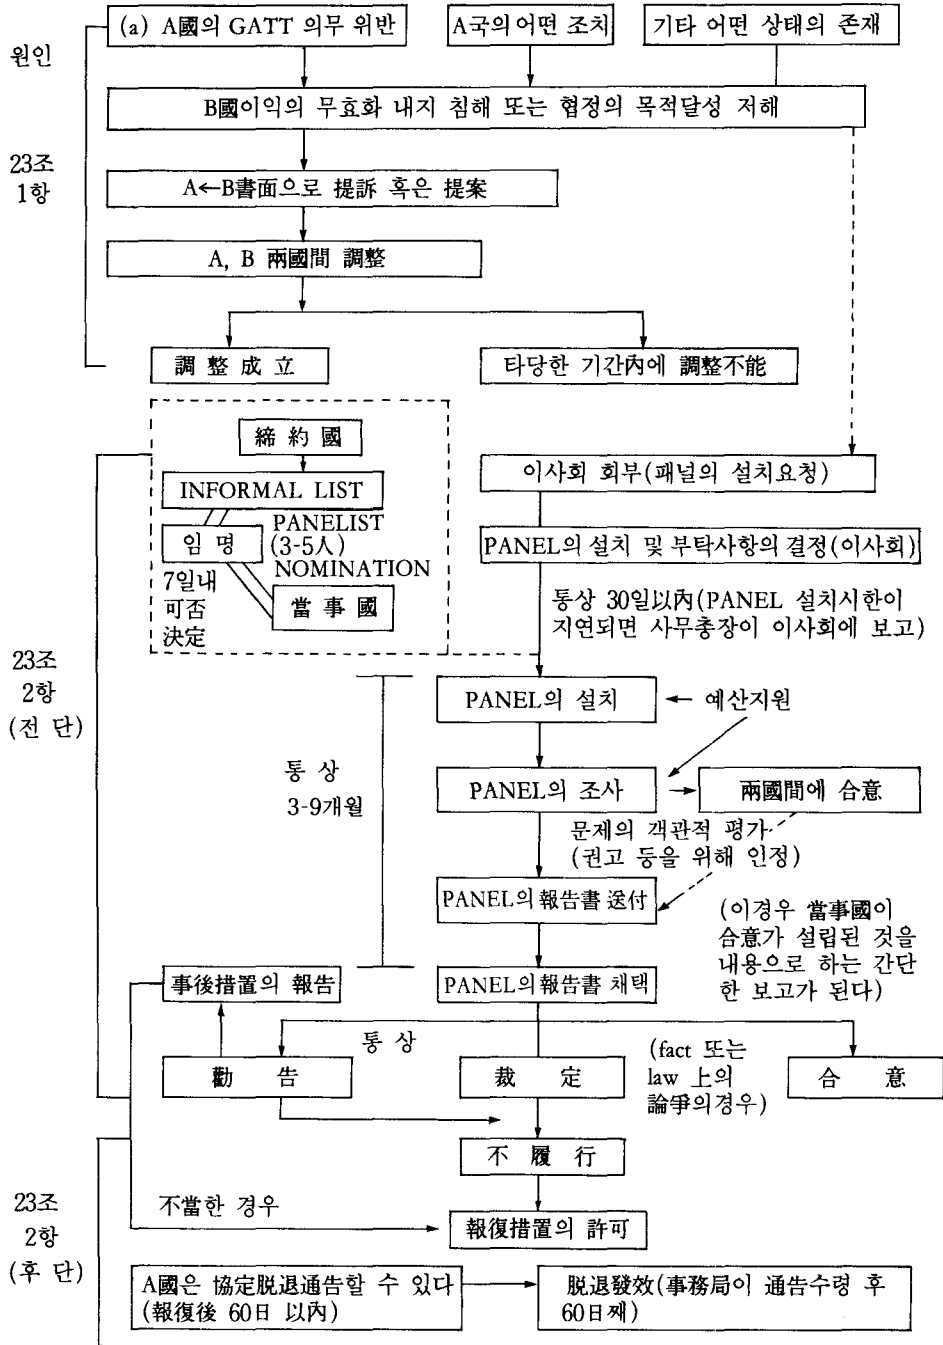 (a) A國의 GATT 의무 위반
A국의 어떤 조치
기타 어떤 상태의 존재
원인
B國이익의 무효화 내지 침해 또는 협정의 목적달성 저해
23조
1항
A←B書面으로 提訴 혹은 提案
A, B 兩國間 調整
調 整 成 立
타당한 기간內에 調整不能
締 約 國
INFORMAL LIST
임 명
PANELIST
(3-5人)
NOMINATION
7일내
可否
決定
當 事 國
이사회 회부(패널의 설치요청)
PANEL의 설치 및 부탁사항의 결정(이사회)
통상 30일以內(PANEL 설치시한이
지연되면 사무총장이 이사회에 보고)
23조
2항
(전 단)
PANEL의 설치
예산지원
통 상
3-9개월
PANEL의 조사
兩國間에 合意
문제의 객관적 평가
(권고 등을 위해 인정)
PANEL의 報告書 送付
(이경우 當事國이
合意가 설립된 것을
내용으로 하는 간단
한 보고가 된다)
事後措置의 報告
PANEL의 報告書 채택
통 상
(fact 또는
law 上의
論爭의경우)
勸 告
裁 定
合 意
不 履 行
23조
2항
(후 단)
不當한 경우
報復措置의 許可
A國은 協定脫退通告할 수 있다
(報復後 60日 以內)
脫退發效(事務局이 通告수령 후
60日째)